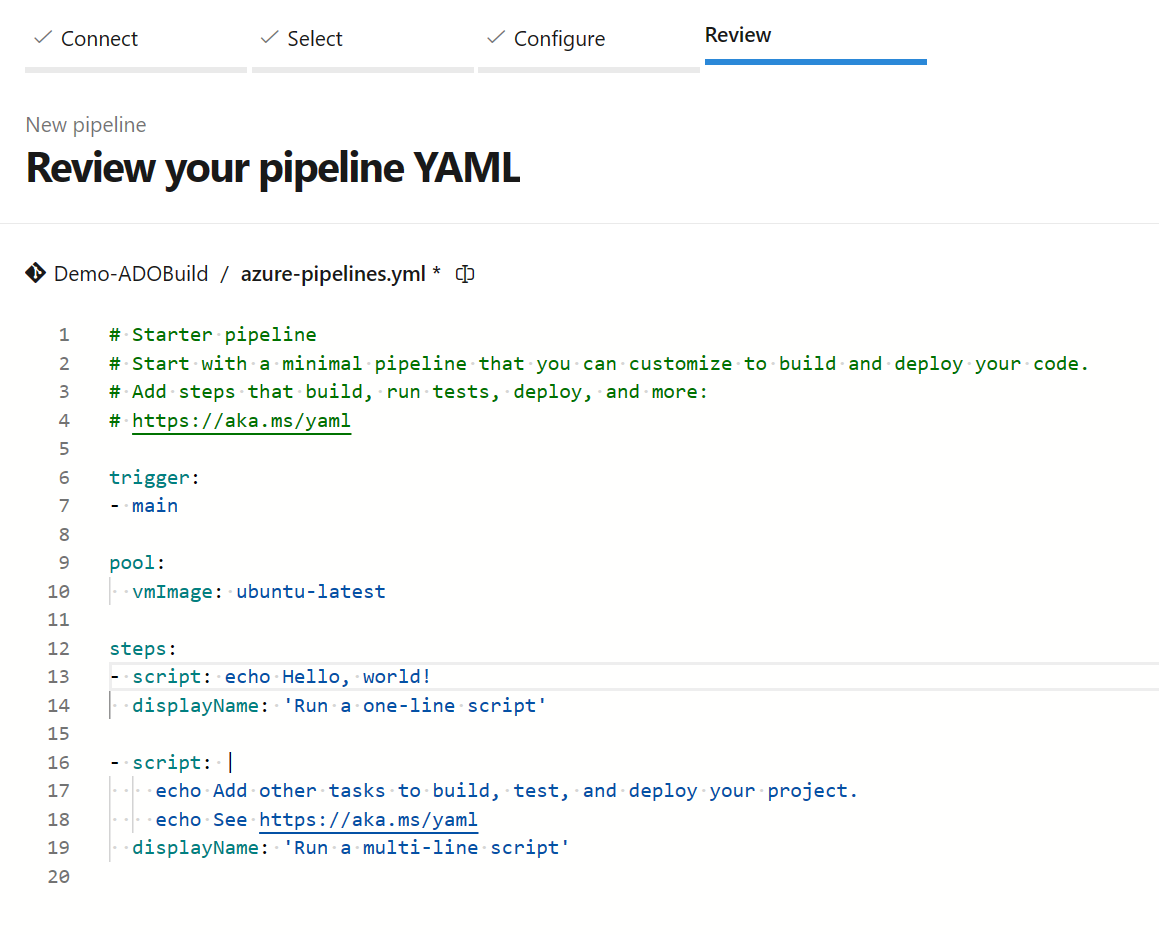 Connect Select Configure Review
New pipeline
Review your pipeline YAML
Demo-ADOBuild / azure-pipelines.yml *
1 # Starter pipeline
2 # Start with a minimal pipeline that you can customize to build and deploy your code.
3 # Add steps that build, run tests, deploy, and more:
4 # https://aka.ms/yaml
5
6 trigger:
7 - main
8
9 pool:
10   vmImage: ubuntu-latest
11
12 steps:
13 - script: echo Hello, world!
14   displayName: 'Run a one-line script'
15
16 - script: |
17     echo Add other tasks to build, test, and deploy your project.
18     echo See https://aka.ms/yaml
19   displayName: 'Run a multi-line script'
20